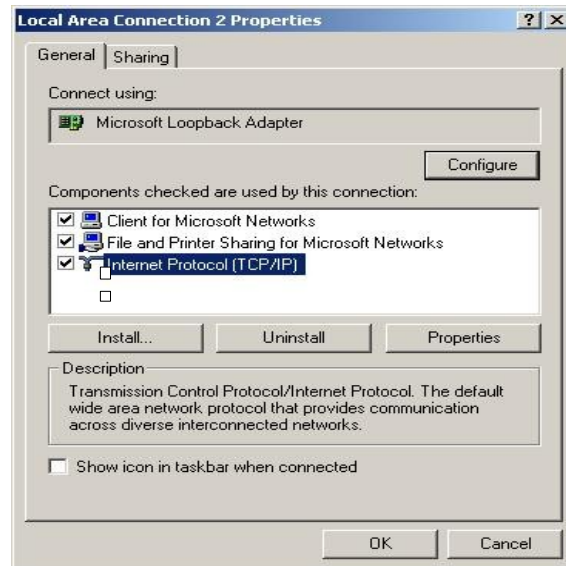 Local Area Connection 2 Properties
General Sharing
Connect using:
Microsoft Loopback Adapter
Configure
Components checked are used by this connection:
Client for Microsoft Networks
File and Printer Sharing for Microsoft Networks
Internet Protocol (TCP/IP)
Install... Uninstall Properties
Description
Transmission Control Protocol/Internet Protocol. The default
wide area network protocol that provides communication
across diverse interconnected networks.
Show icon in taskbar when connected
OK Cancel